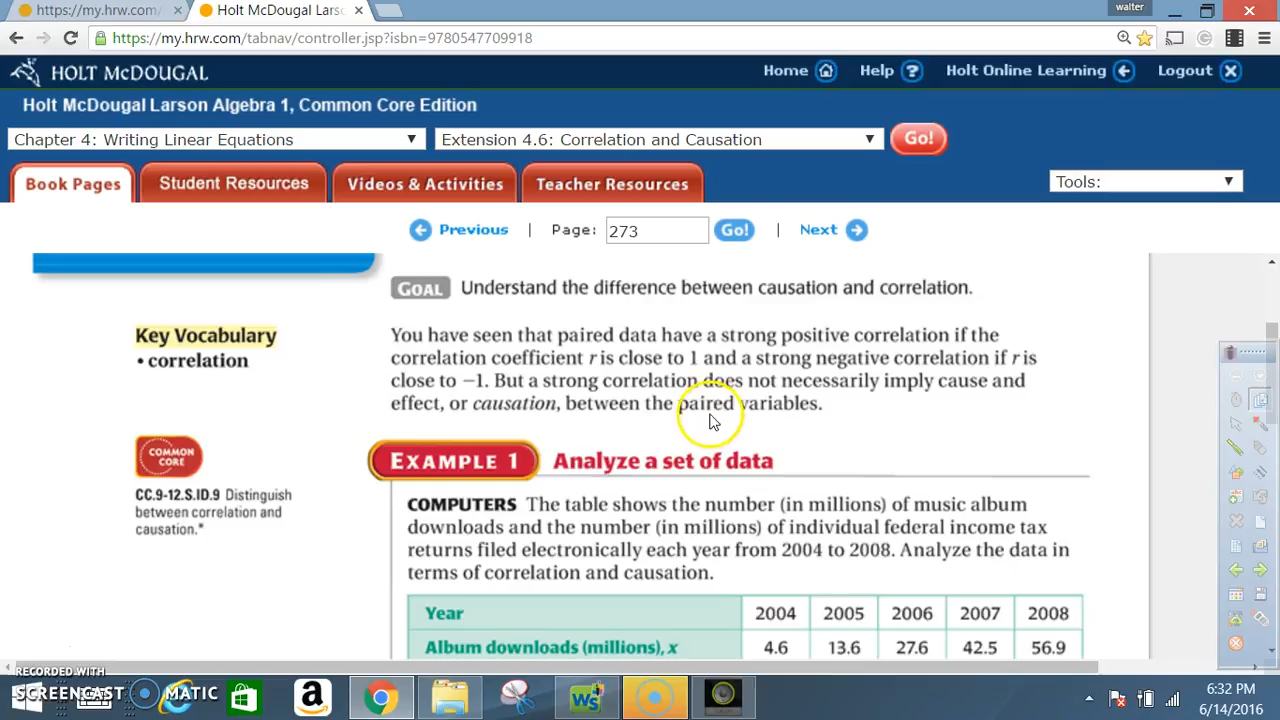 https://my.hrw.com/tabnav/
Holt McDougal Lars
walter
https://my.hrw.com/tabnav/controller.jsp?isbn=9780547709918
HOLT McDOUGAL
Home
Help
Holt Online Learning
Logout
Holt McDougal Larson Algebra 1, Common Core Edition
Chapter 4: Writing Linear Equations
Extension 4.6: Correlation and Causation
Go!
Book Pages
Student Resources
Videos & Activities
Teacher Resources
Tools:
Previous | Page: 273 Go! | Next
GOAL Understand the difference between causation and correlation.
Key Vocabulary
• correlation
You have seen that paired data have a strong positive correlation if the
correlation coefficient r is close to 1 and a strong negative correlation if r is
close to −1. But a strong correlation does not necessarily imply cause and
effect, or causation, between the paired variables.
COMMON
CORE
CC.9-12.S.ID.9 Distinguish
between correlation and
causation.*
EXAMPLE 1 Analyze a set of data
COMPUTERS The table shows the number (in millions) of music album
downloads and the number (in millions) of individual federal income tax
returns filed electronically each year from 2004 to 2008. Analyze the data in
terms of correlation and causation.
Year 2004 2005 2006 2007 2008
Album downloads (millions), x 4.6 13.6 27.6 42.5 56.9
RECORDED WITH
SCREENCAST MATIC
WS
6:32 PM
6/14/2016